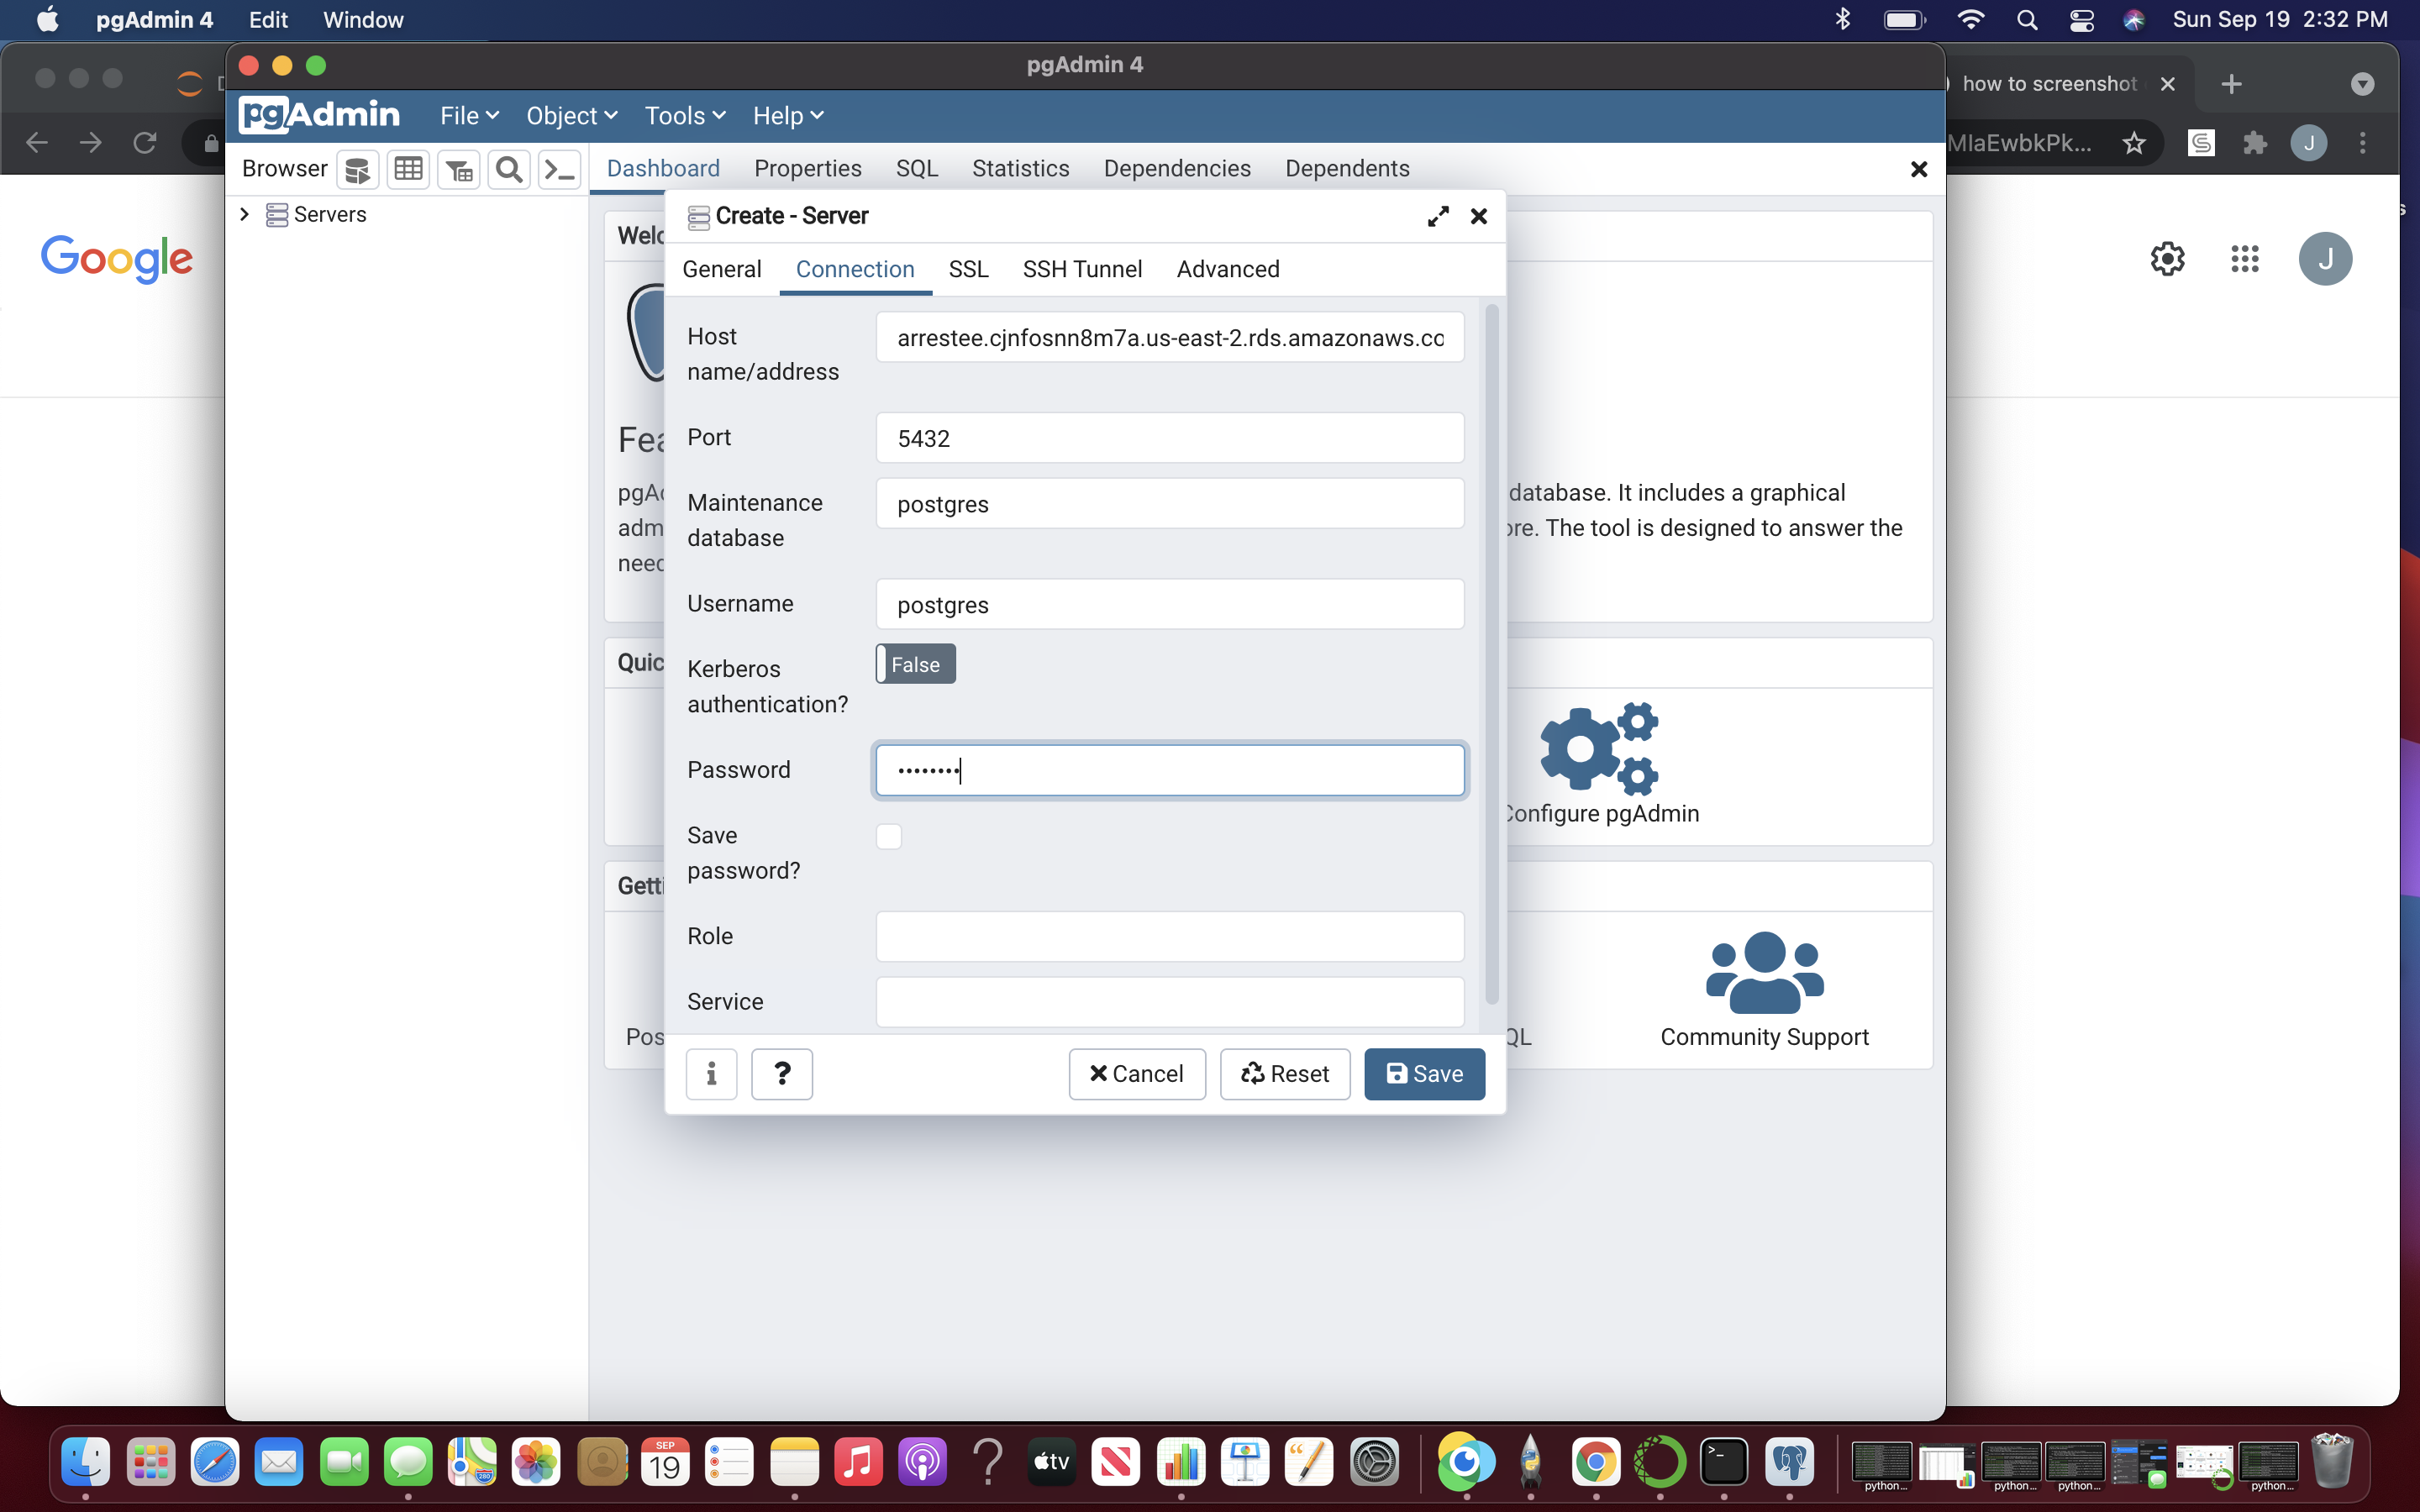 pgAdmin 4 Edit Window Sun Sep 19 2:32 PM
pgAdmin 4
how to screenshot
pgAdmin File Object Tools Help
MIaEwbkPk... J
Browser Dashboard Properties SQL Statistics Dependencies Dependents
Servers
Google
J
Create - Server
General Connection SSL SSH Tunnel Advanced
Host name/address arrestee.cjnfosnn8m7a.us-east-2.rds.amazonaws.co
Port 5432
Maintenance database postgres
Username postgres
Kerberos authentication? False
Password ••••••••
Save password?
Role
Service
i ? Cancel Reset Save
Welc
Fea
pgAd database. It includes a graphical
adm ore. The tool is designed to answer the
need
Quic
Configure pgAdmin
Getti
Pos QL Community Support
SEP
19
tv
280
python... python... python... python...